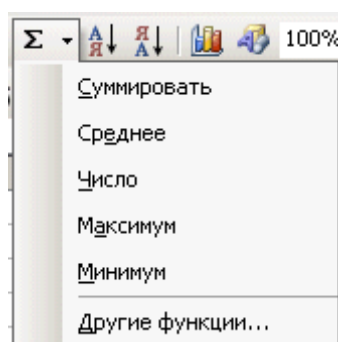 Σ А Я Я А 100%
Суммировать
Среднее
Число
Максимум
Минимум
Другие функции...